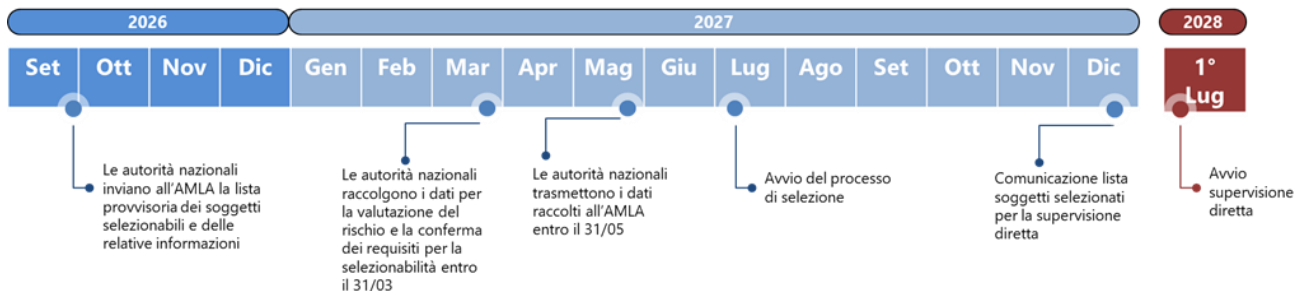 2026 2027 2028
Set Ott Nov Dic Gen Feb Mar Apr Mag Giu Lug Ago Set Ott Nov Dic 1°
Lug
Le autorità nazionali
inviano all'AMLA la lista
provvisoria dei soggetti
selezionabili e delle
relative informazioni
Le autorità nazionali
raccolgono i dati per
la valutazione del
rischio e la conferma
dei requisiti per la
selezionabilità entro
il 31/03
Le autorità nazionali
trasmettono i dati
raccolti all'AMLA
entro il 31/05
Avvio del processo
di selezione
Comunicazione lista
soggetti selezionati
per la supervisione
diretta
Avvio
supervisione
diretta